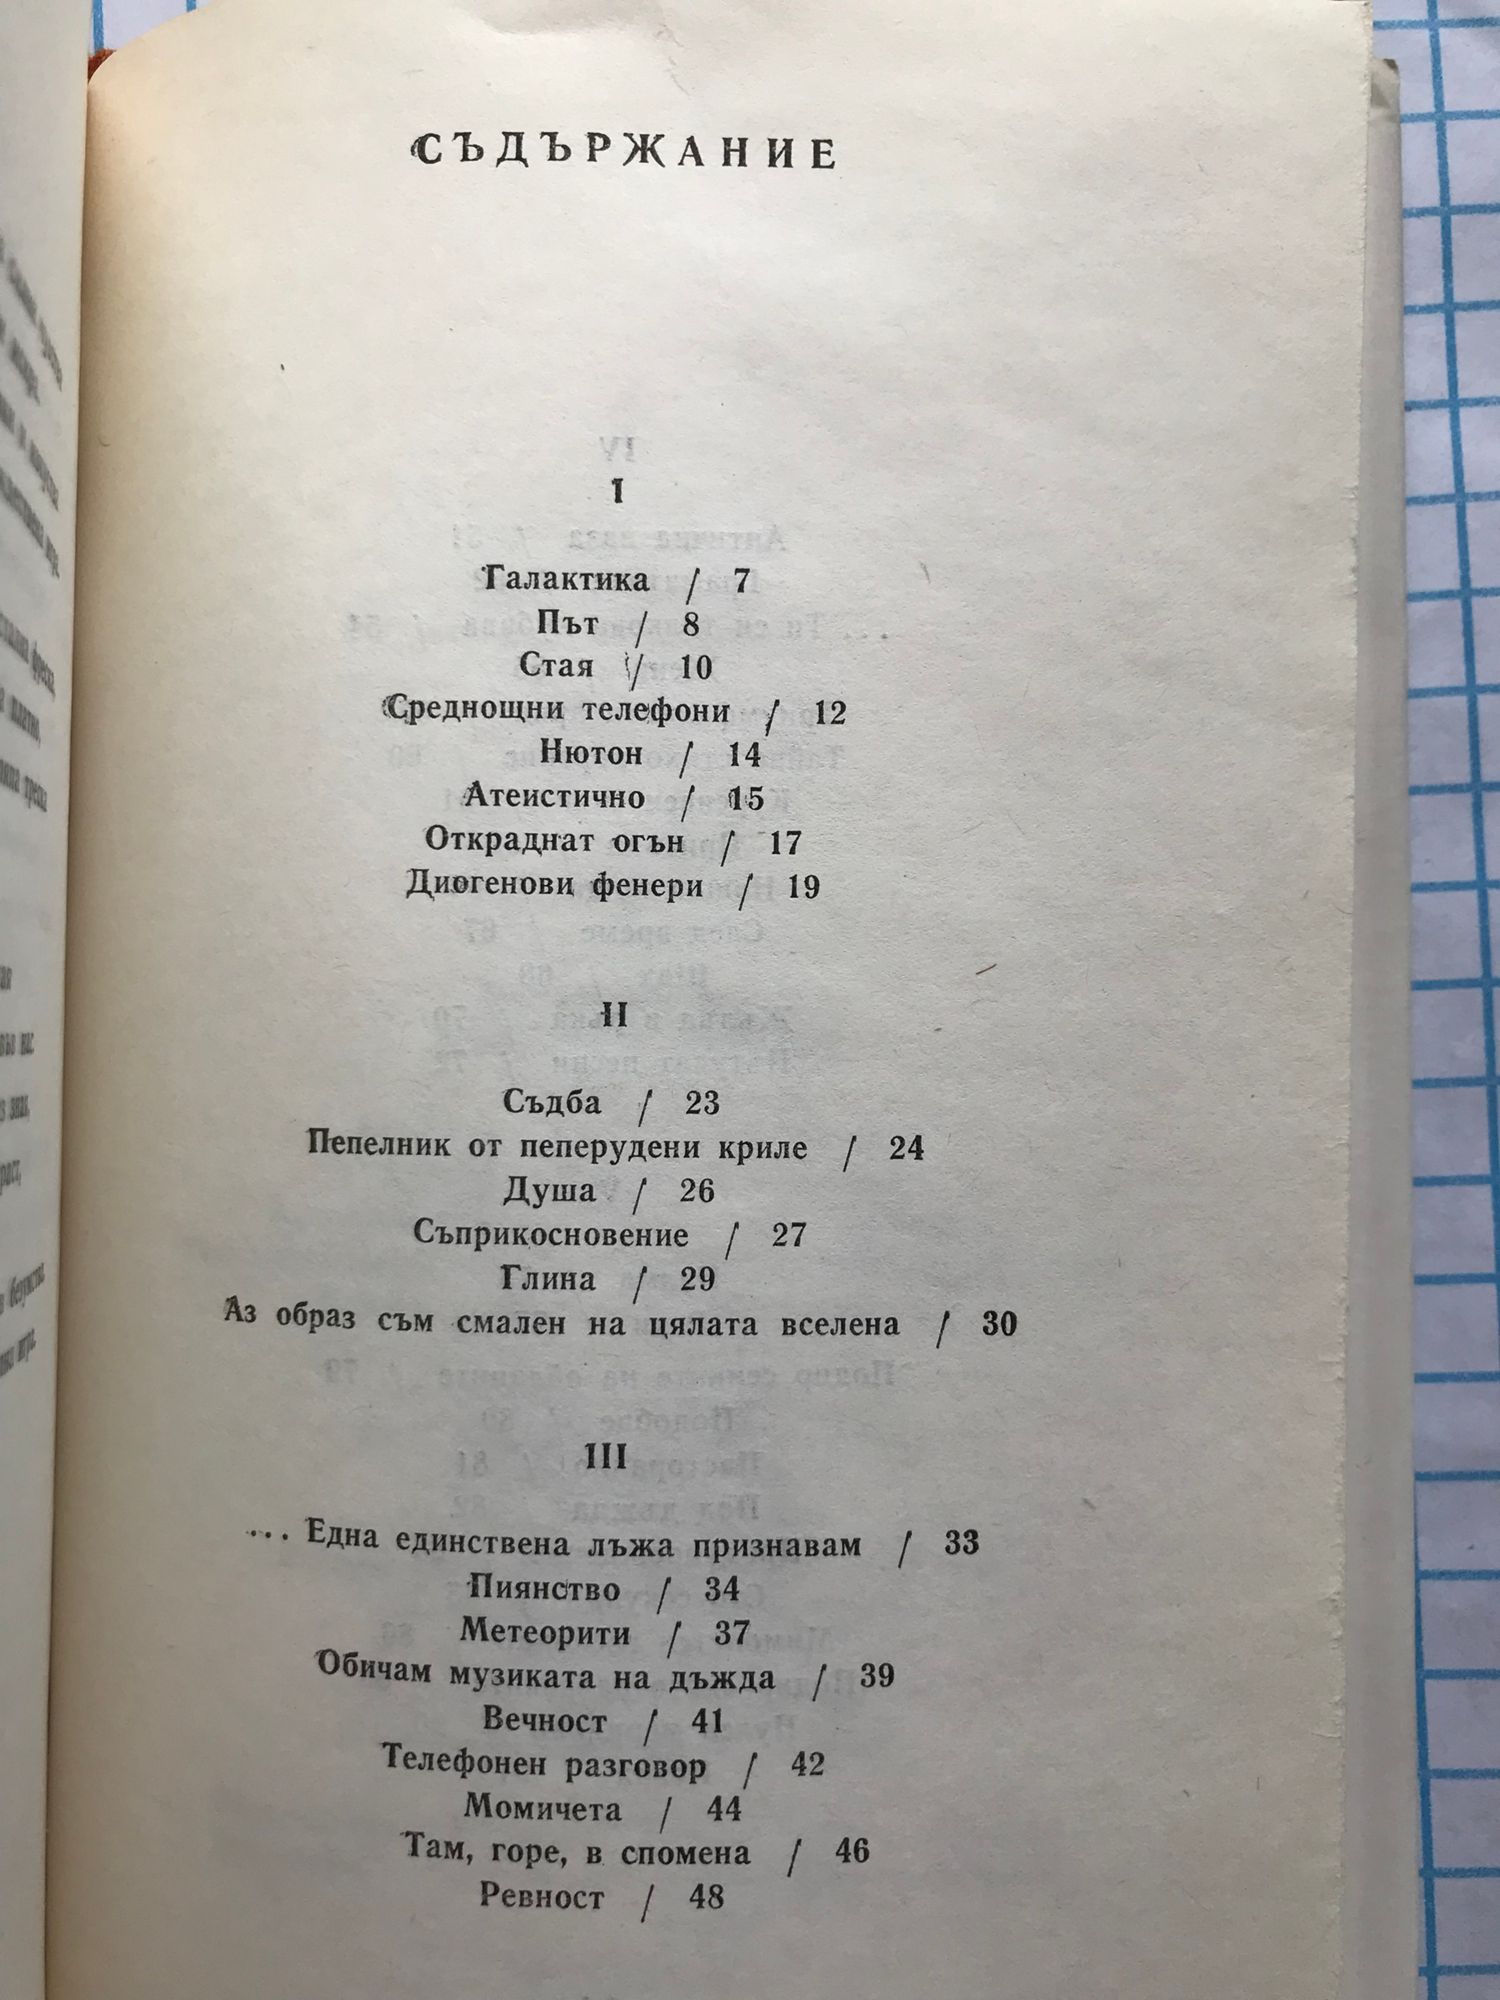 СЪДЪРЖАНИЕ
I
Галактика / 7
Път / 8
Стая / 10
Среднощни телефони / 12
Нютон / 14
Атеистично / 15
Откраднат огън / 17
Диогенови фенери / 19
II
Съдба / 23
Пепелник от пеперудени криле / 24
Душа / 26
Съприкосновение / 27
Глина / 29
Аз образ съм смален на цялата вселена / 30
III
... Една единствена лъжа признавам / 33
Пиянство / 34
Метеорити / 37
Обичам музиката на дъжда / 39
Вечност / 41
Телефонен разговор / 42
Момичета / 44
Там, горе, в спомена / 46
Ревност / 48